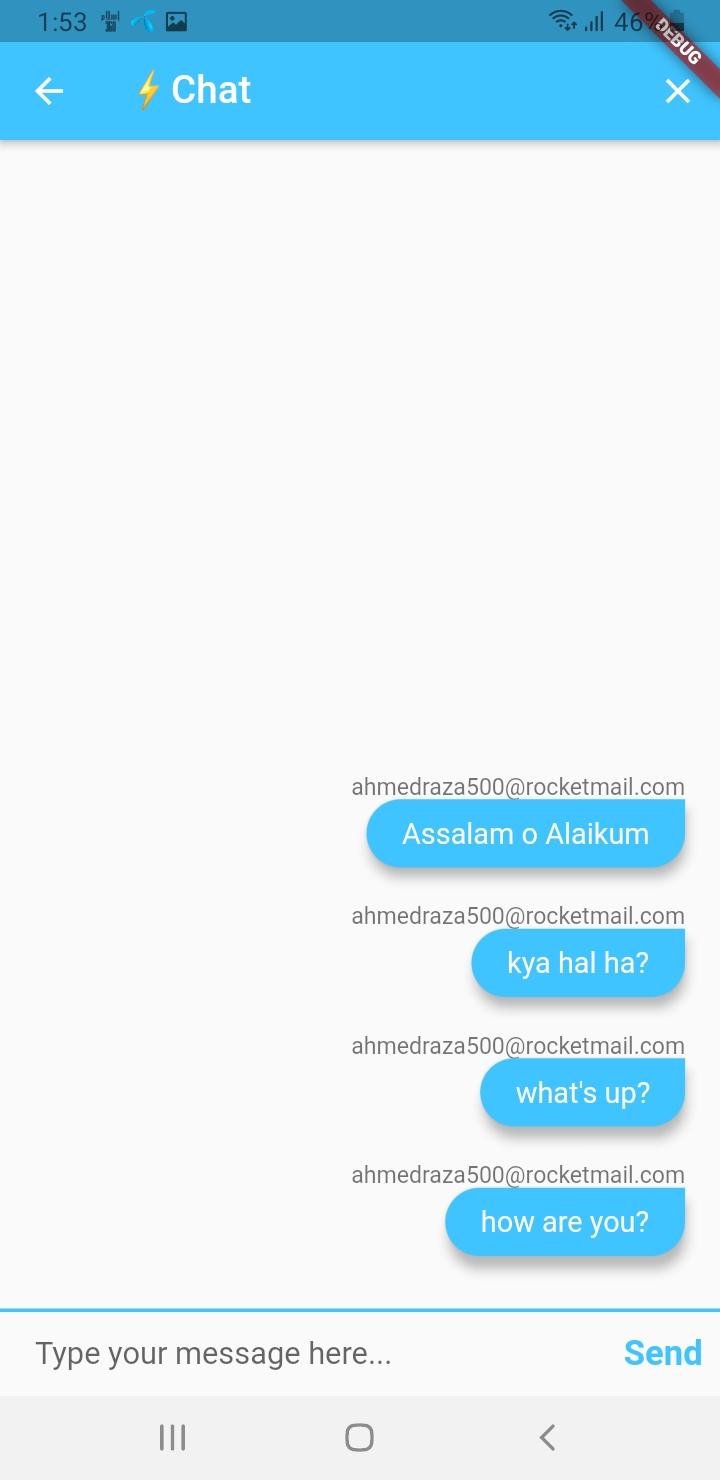 1:53 46%
DEBUG
⚡Chat
ahmedraza500@rocketmail.com
Assalam o Alaikum
ahmedraza500@rocketmail.com
kya hal ha?
ahmedraza500@rocketmail.com
what's up?
ahmedraza500@rocketmail.com
how are you?
Type your message here... Send